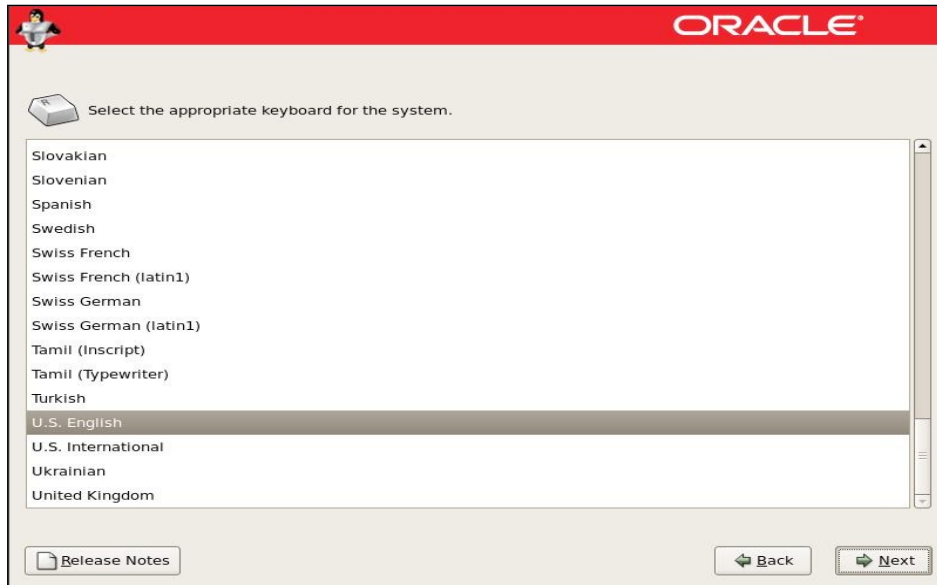 ORACLE®
Select the appropriate keyboard for the system.
Slovakian
Slovenian
Spanish
Swedish
Swiss French
Swiss French (latin1)
Swiss German
Swiss German (latin1)
Tamil (Inscript)
Tamil (Typewriter)
Turkish
U.S. English
U.S. International
Ukrainian
United Kingdom
Release Notes Back Next